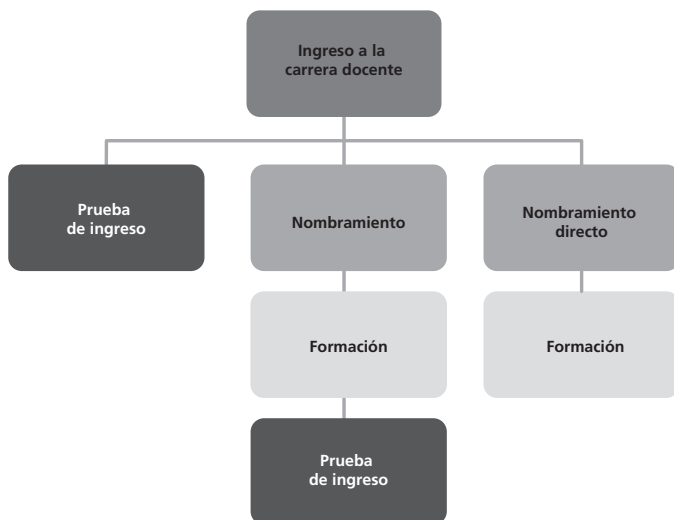 Ingreso a la
carrera docente
Prueba
de ingreso
Nombramiento
Nombramiento
directo
Formación
Formación
Prueba
de ingreso